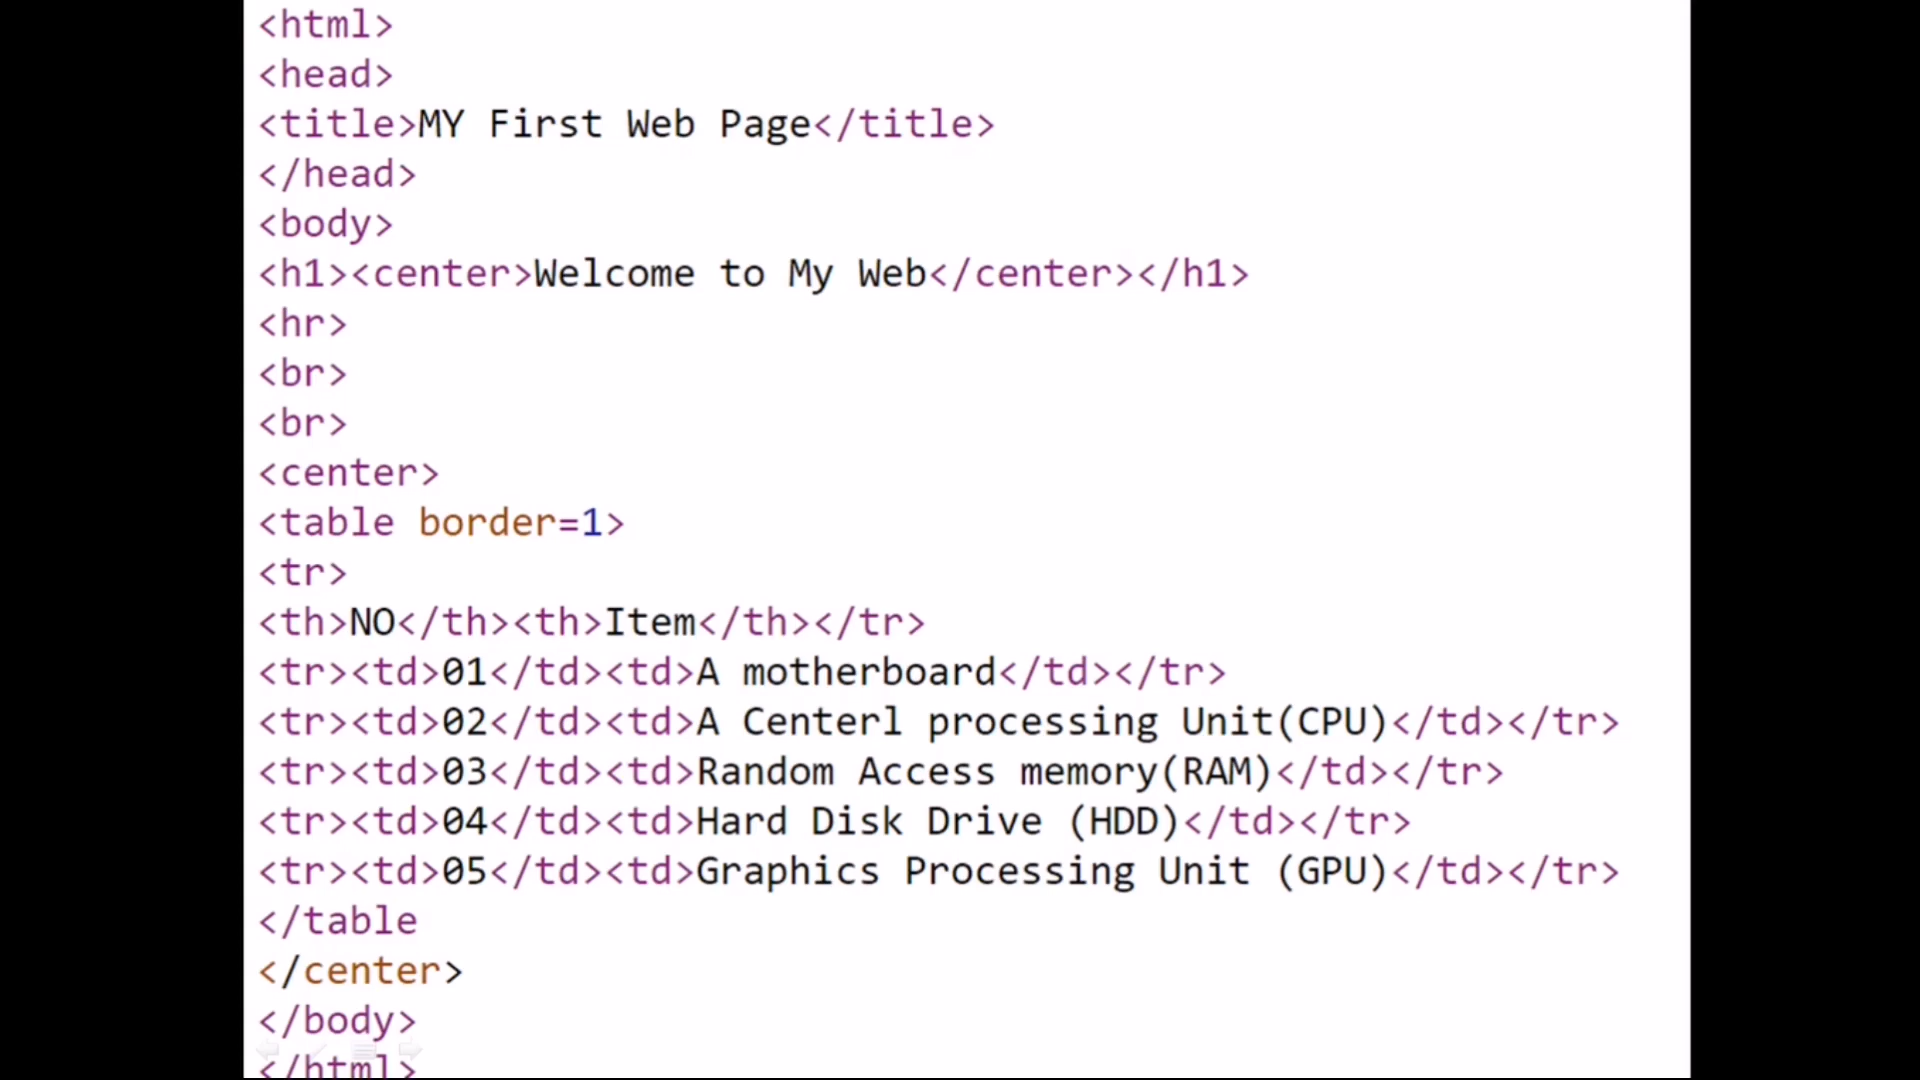 <html>
<head>
<title>MY First Web Page</title>
</head>
<body>
<h1><center>Welcome to My Web</center></h1>
<hr>
<br>
<br>
<center>
<table border=1>
<tr>
<th>NO</th><th>Item</th></tr>
<tr><td>01</td><td>A motherboard</td></tr>
<tr><td>02</td><td>A Centerl processing Unit(CPU)</td></tr>
<tr><td>03</td><td>Random Access memory(RAM)</td></tr>
<tr><td>04</td><td>Hard Disk Drive (HDD)</td></tr>
<tr><td>05</td><td>Graphics Processing Unit (GPU)</td></tr>
</table
</center>
</body>
</html>